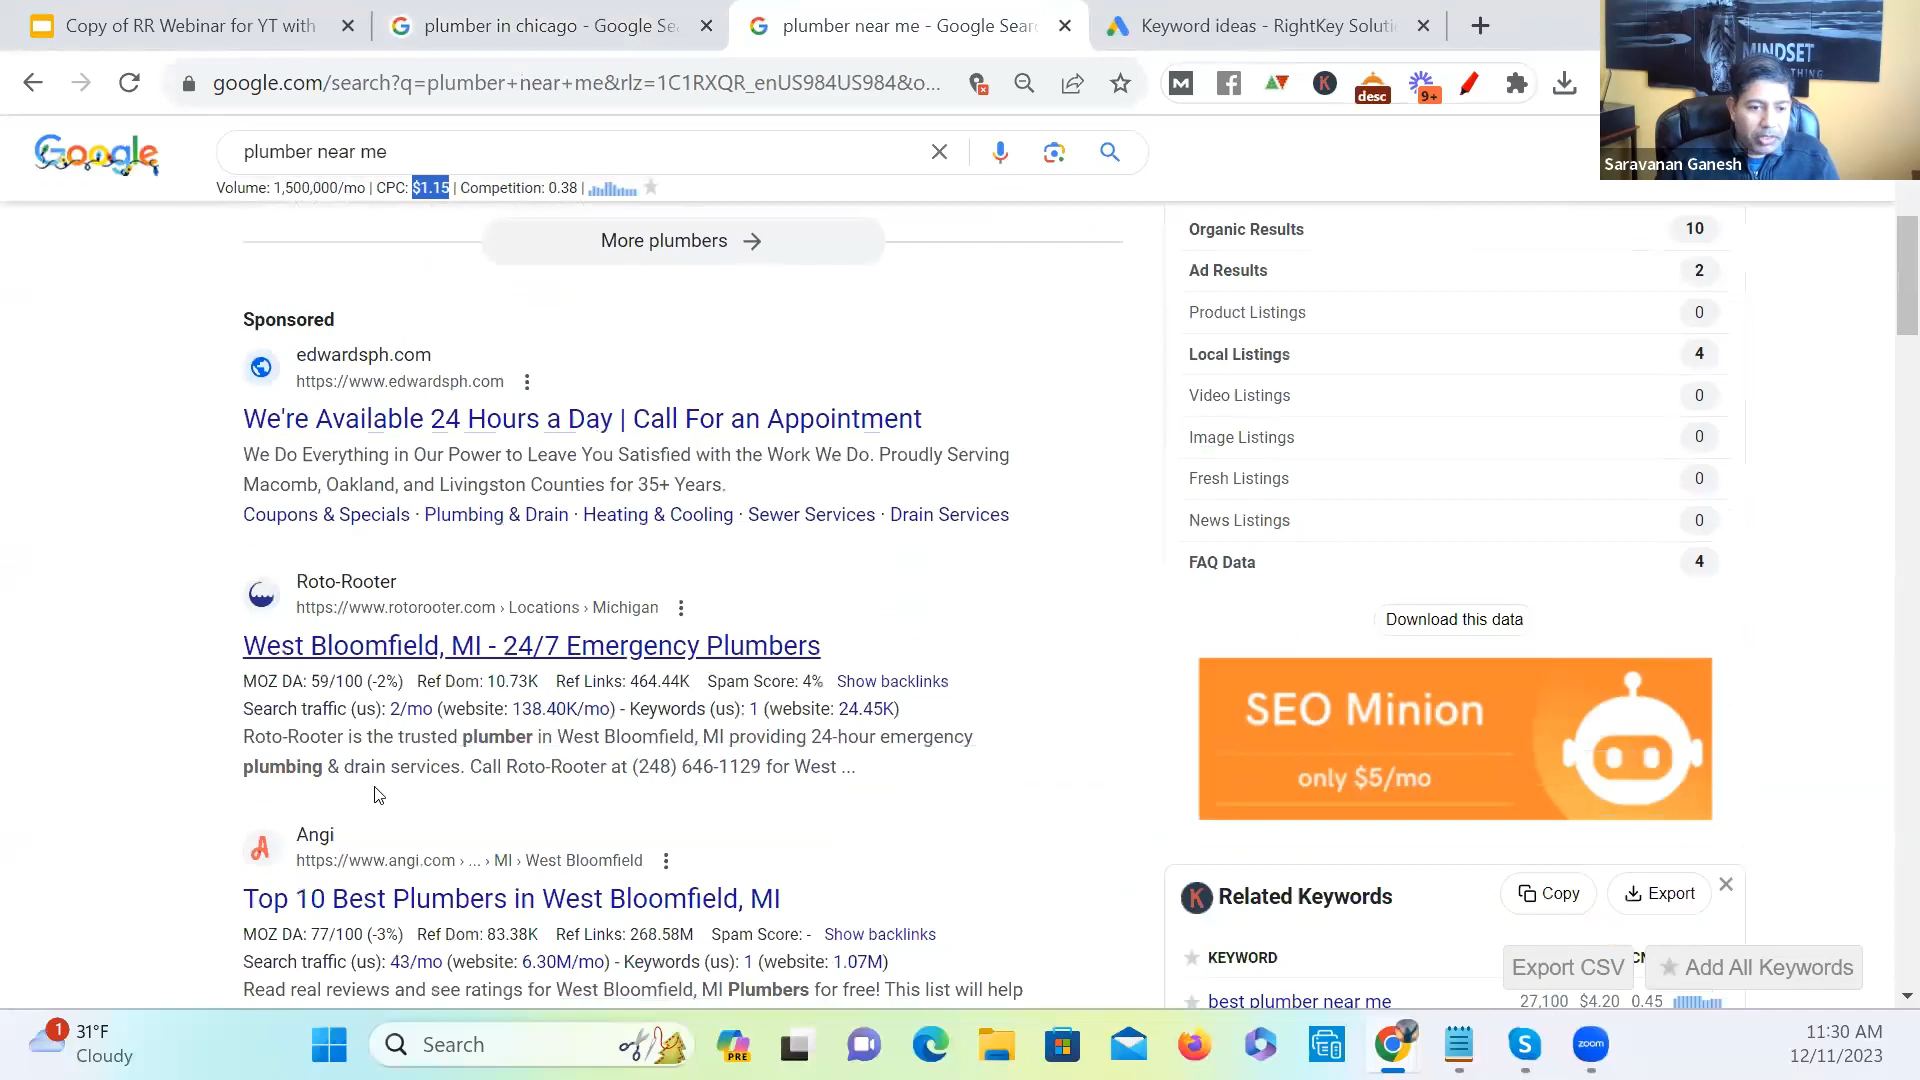 Copy of RR Webinar for YT with
plumber in chicago - Google Se
plumber near me - Google Sear
Keyword ideas - RightKey Soluti
google.com/search?q=plumber+near+me&rlz=1C1RXQR_enUS984US984&o...
desc
9+
MINDSET
Saravanan Ganesh
Google
plumber near me
Volume: 1,500,000/mo | CPC: $1.15 | Competition: 0.38 |
More plumbers
Sponsored
edwardsph.com
https://www.edwardsph.com
We're Available 24 Hours a Day | Call For an Appointment
We Do Everything in Our Power to Leave You Satisfied with the Work We Do. Proudly Serving
Macomb, Oakland, and Livingston Counties for 35+ Years.
Coupons & Specials · Plumbing & Drain · Heating & Cooling · Sewer Services · Drain Services
Roto-Rooter
https://www.rotorooter.com › Locations › Michigan
West Bloomfield, MI - 24/7 Emergency Plumbers
MOZ DA: 59/100 (-2%) Ref Dom: 10.73K Ref Links: 464.44K Spam Score: 4% Show backlinks
Search traffic (us): 2/mo (website: 138.40K/mo) - Keywords (us): 1 (website: 24.45K)
Roto-Rooter is the trusted plumber in West Bloomfield, MI providing 24-hour emergency
plumbing & drain services. Call Roto-Rooter at (248) 646-1129 for West ...
Angi
https://www.angi.com › ... › MI › West Bloomfield
Top 10 Best Plumbers in West Bloomfield, MI
MOZ DA: 77/100 (-3%) Ref Dom: 83.38K Ref Links: 268.58M Spam Score: - Show backlinks
Search traffic (us): 43/mo (website: 6.30M/mo) - Keywords (us): 1 (website: 1.07M)
Read real reviews and see ratings for West Bloomfield, MI Plumbers for free! This list will help
Organic Results 10
Ad Results 2
Product Listings 0
Local Listings 4
Video Listings 0
Image Listings 0
Fresh Listings 0
News Listings 0
FAQ Data 4
Download this data
SEO Minion
only $5/mo
Related Keywords
Copy
Export
KEYWORD
Export CSV
Add All Keywords
best plumber near me 27,100 $4.20 0.45
1
31°F
Cloudy
Search
PRE
zoom
11:30 AM
12/11/2023